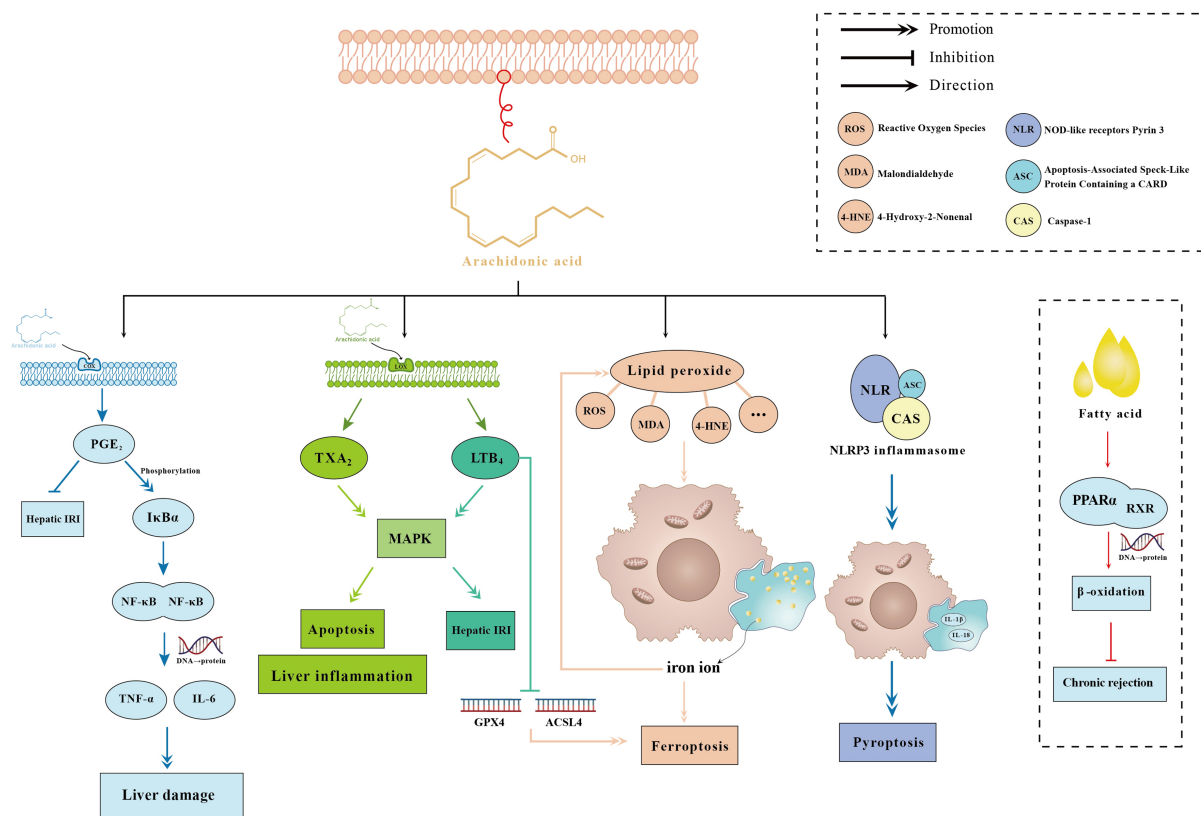 Promotion
Inhibition
Direction
ROS
Reactive Oxygen Species
NLR
NOD-like receptors Pyrin 3
MDA
Malondialdehyde
ASC
Apoptosis-Associated Speck-Like
Protein Containing a CARD
4-HNE
4-Hydroxy-2-Nonenal
CAS
Caspase-1
O
OH
Arachidonic acid
Arachidonic acid
COX
PGE₂
Phosphorylation
Hepatic IRI
IκBα
NF-κB NF-κB
DNA→protein
TNF-α
IL-6
Liver damage
Arachidonic acid
LOX
TXA₂
LTB₄
MAPK
Apoptosis
Hepatic IRI
Liver inflammation
GPX4
ACSL4
Lipid peroxide
ROS
MDA
4-HNE
...
iron ion
Ferroptosis
NLR
ASC
CAS
NLRP3 inflammasome
IL-1β
IL-18
Pyroptosis
Fatty acid
PPARα
RXR
DNA→protein
β-oxidation
Chronic rejection